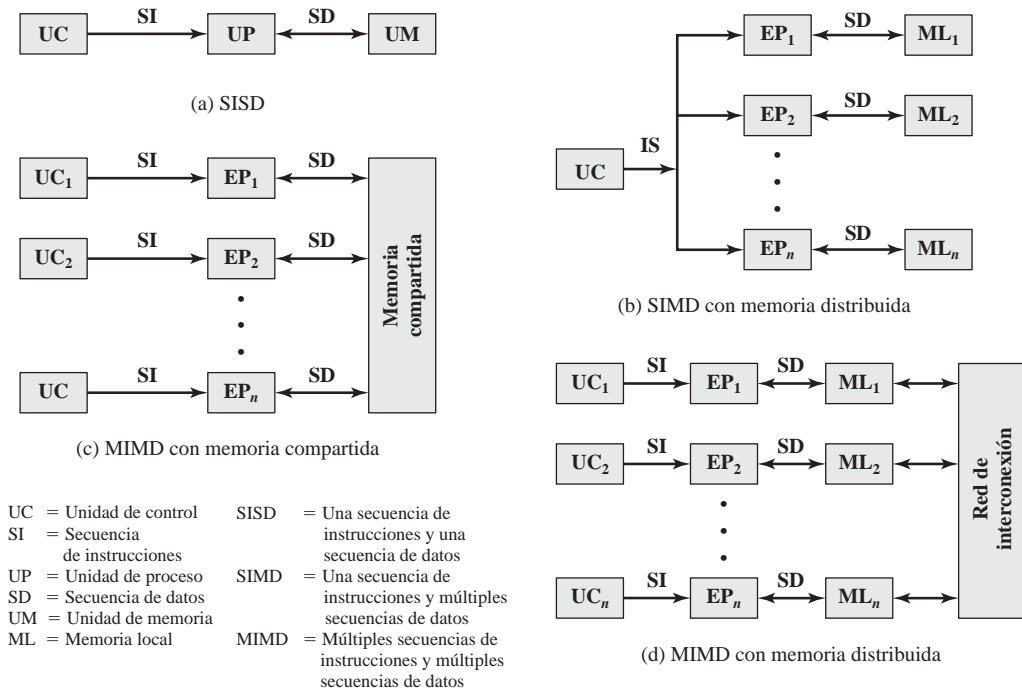 SI SD
UC UP UM
(a) SISD
SI SD
UC1 EP1
SI SD
UC2 EP2
SI SD
UC EPn
Memoria
compartida
(c) MIMD con memoria compartida
SD
EP1 ML1
SD
EP2 ML2
IS
UC
SD
EPn MLn
(b) SIMD con memoria distribuida
SI SD
UC1 EP1 ML1
SI SD
UC2 EP2 ML2
SI SD
UCn EPn MLn
Red de
interconexión
(d) MIMD con memoria distribuida
UC = Unidad de control
SI = Secuencia
de instrucciones
UP = Unidad de proceso
SD = Secuencia de datos
UM = Unidad de memoria
ML = Memoria local
SISD = Una secuencia de
instrucciones y una
secuencia de datos
SIMD = Una secuencia de
instrucciones y múltiples
secuencias de datos
MIMD = Múltiples secuencias de
instrucciones y múltiples
secuencias de datos